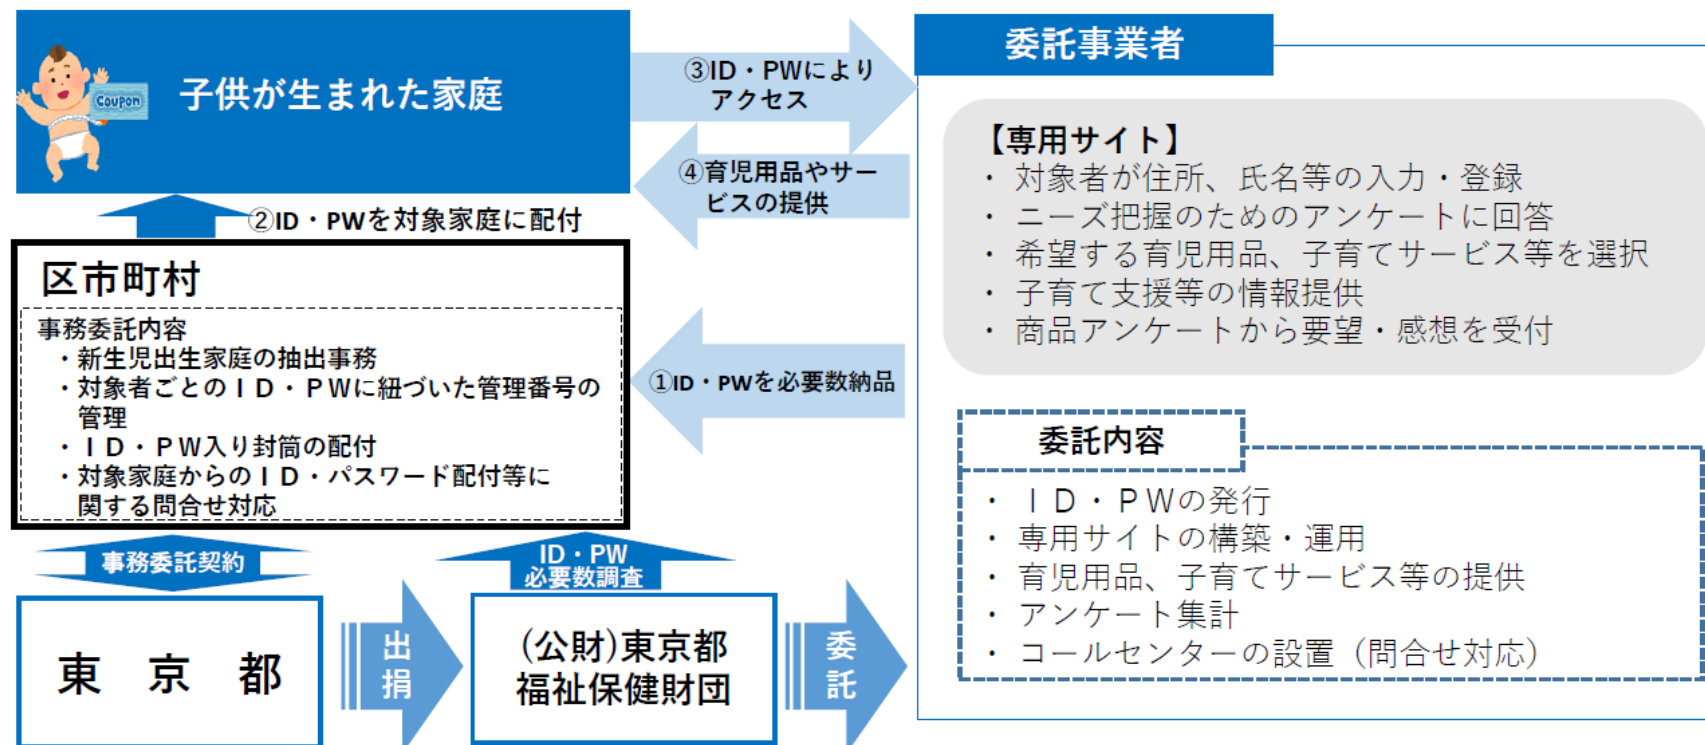 Coupon
子供が生まれた家庭
③ID・PWにより
アクセス
④育児用品やサー
ビスの提供
②ID・PWを対象家庭に配付
区市町村
事務委託内容
・新生児出生家庭の抽出事務
・対象者ごとのＩＤ・ＰＷに紐づいた管理番号の
管理
・ＩＤ・ＰＷ入り封筒の配付
・対象家庭からのＩＤ・パスワード配付等に
関する問合せ対応
①ID・PWを必要数納品
事務委託契約
ID・PW
必要数調査
東 京 都
出
捐
(公財)東京都
福祉保健財団
委
託
委託事業者
【専用サイト】
・ 対象者が住所、氏名等の入力・登録
・ ニーズ把握のためのアンケートに回答
・ 希望する育児用品、子育てサービス等を選択
・ 子育て支援等の情報提供
・ 商品アンケートから要望・感想を受付
委託内容
・ ＩＤ・ＰＷの発行
・ 専用サイトの構築・運用
・ 育児用品、子育てサービス等の提供
・ アンケート集計
・ コールセンターの設置（問合せ対応）